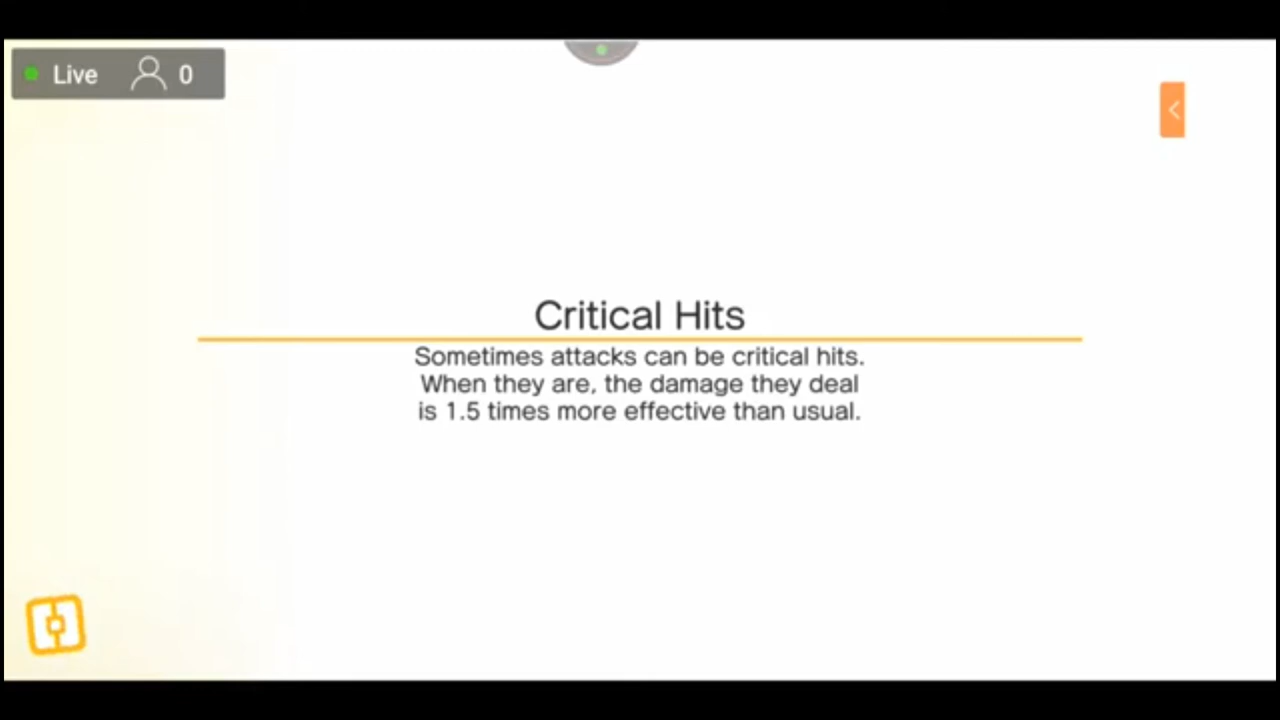 Live 0
Critical Hits
Sometimes attacks can be critical hits.
When they are, the damage they deal
is 1.5 times more effective than usual.